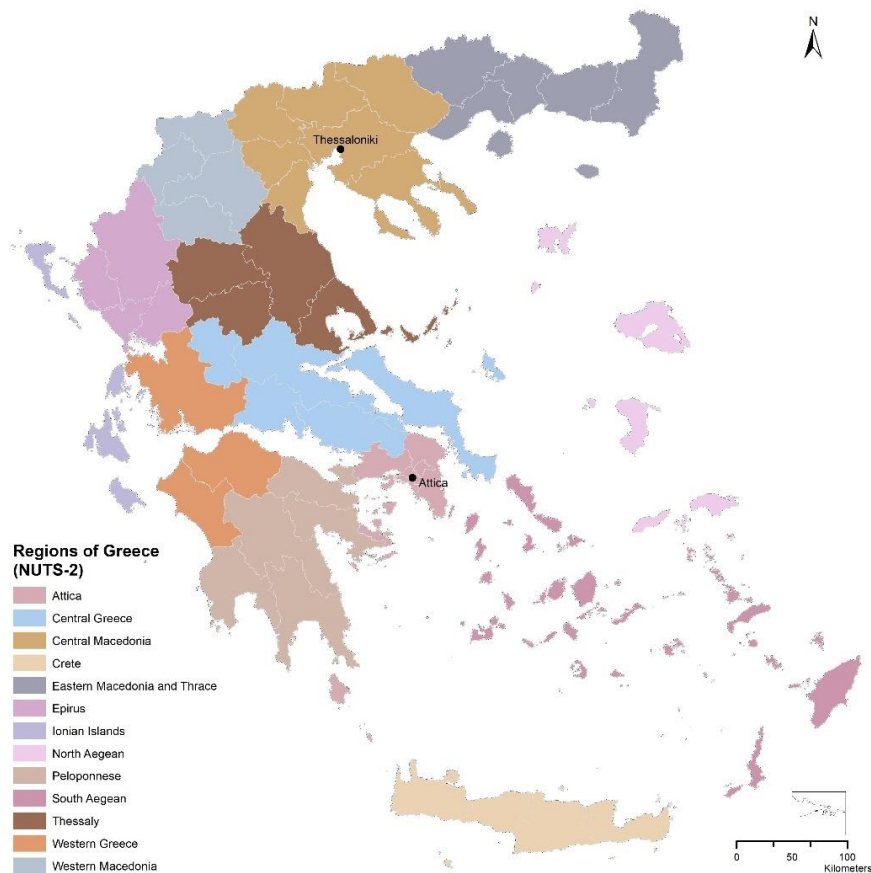 N
Thessaloniki
Attica
Regions of Greece
(NUTS-2)
Attica
Central Greece
Central Macedonia
Crete
Eastern Macedonia and Thrace
Epirus
Ionian Islands
North Aegean
Peloponnese
South Aegean
Thessaly
Western Greece
Western Macedonia
0 50 100
Kilometers